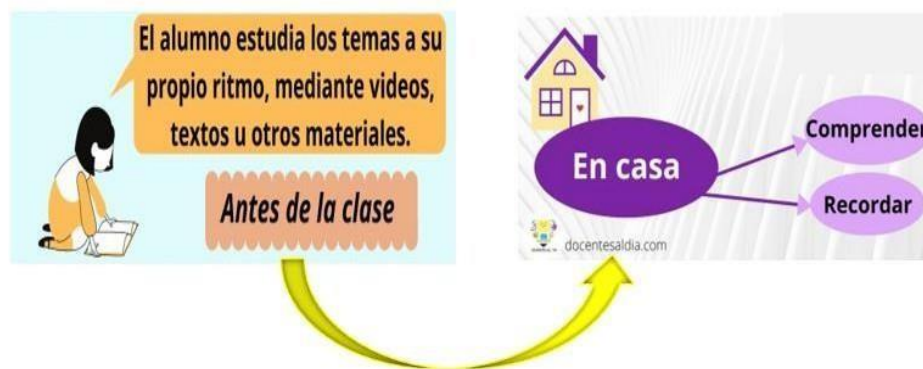 El alumno estudia los temas a su
propio ritmo, mediante videos,
textos u otros materiales.
Antes de la clase
En casa
Comprender
Recordar
docentesaldia.com